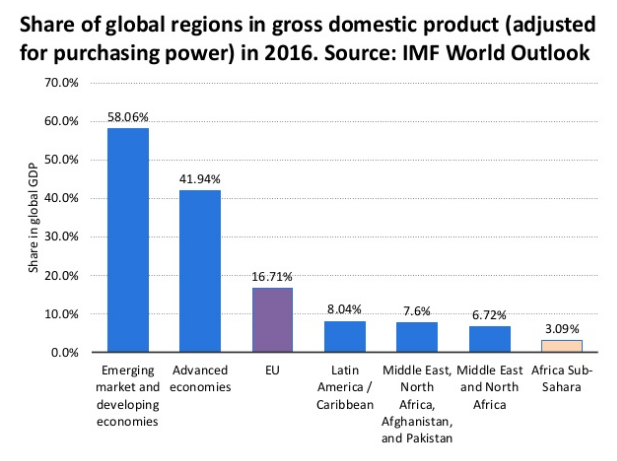 Share of global regions in gross domestic product (adjusted
for purchasing power) in 2016. Source: IMF World Outlook
70.0%
60.0%
50.0%
40.0%
30.0%
20.0%
10.0%
0.0%
Share in global GDP
58.06%
41.94%
16.71%
8.04%
7.6%
6.72%
3.09%
Emerging
market and
developing
economies
Advanced
economies
EU
Latin
America /
Caribbean
Middle East,
North
Africa,
Afghanistan,
and Pakistan
Middle East
and North
Africa
Africa Sub-
Sahara